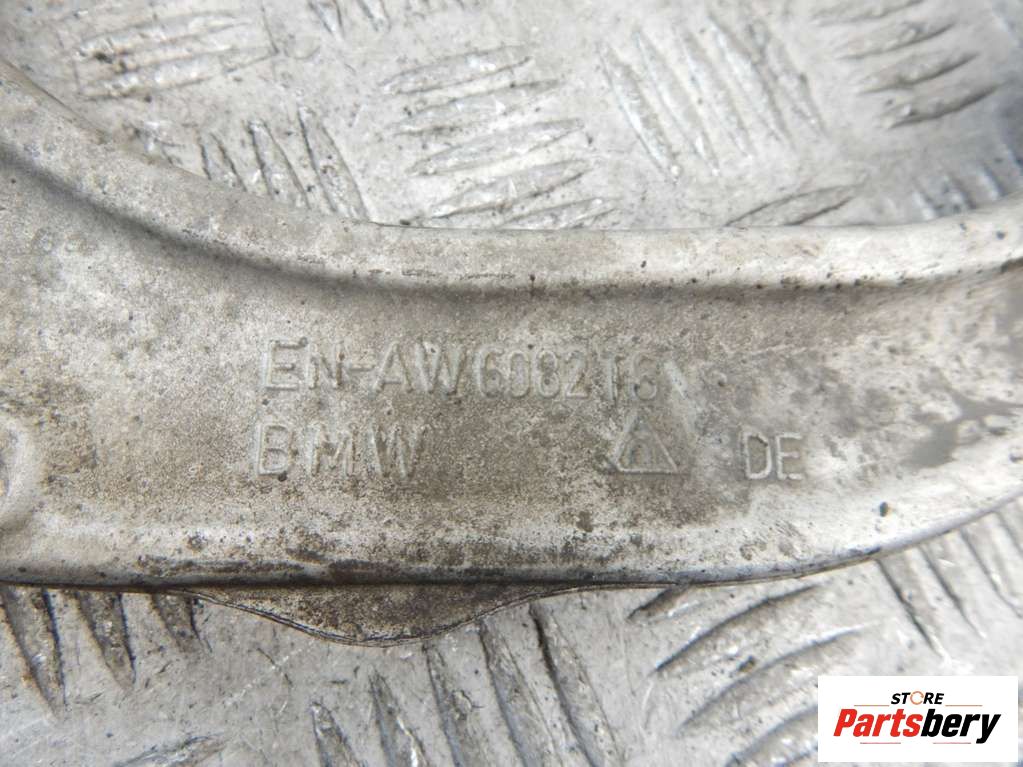 EN-AW 6082 T6
BMW DE
STORE
Partsbery